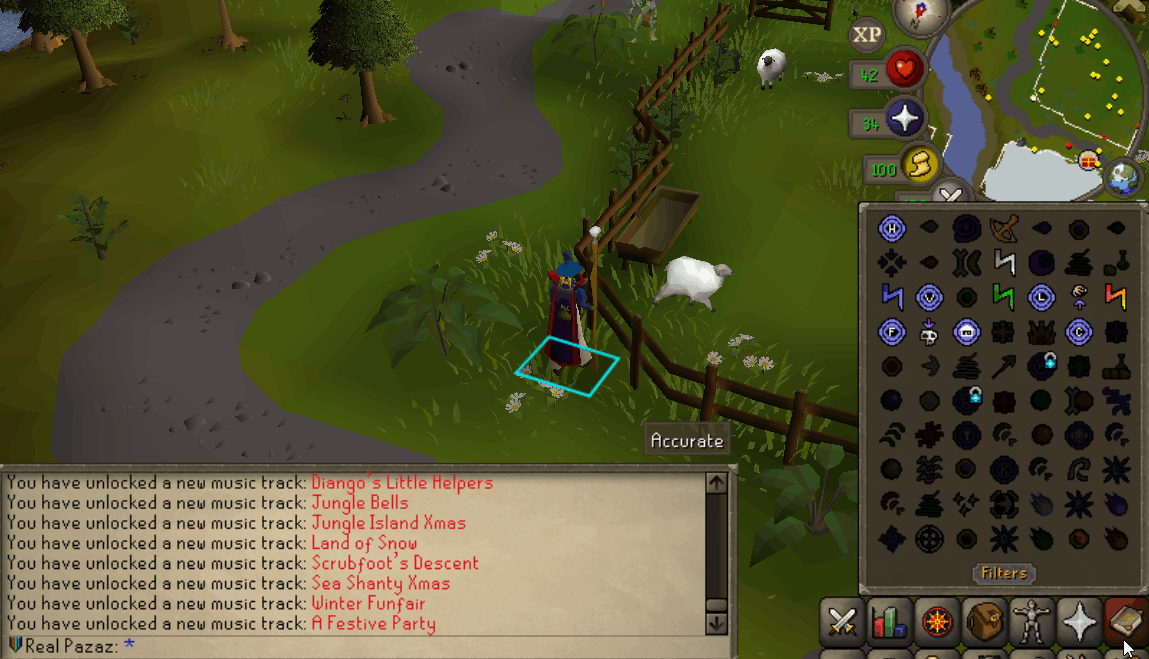 XP
42
34
100
H
V
L
F
C
Accurate
You have unlocked a new music track: Diango's Little Helpers
You have unlocked a new music track: Jungle Bells
You have unlocked a new music track: Jungle Island Xmas
You have unlocked a new music track: Land of Snow
You have unlocked a new music track: Scrubfoot's Descent
You have unlocked a new music track: Sea Shanty Xmas
You have unlocked a new music track: Winter Funfair
You have unlocked a new music track: A Festive Party
Real Pazaz: *
Filters